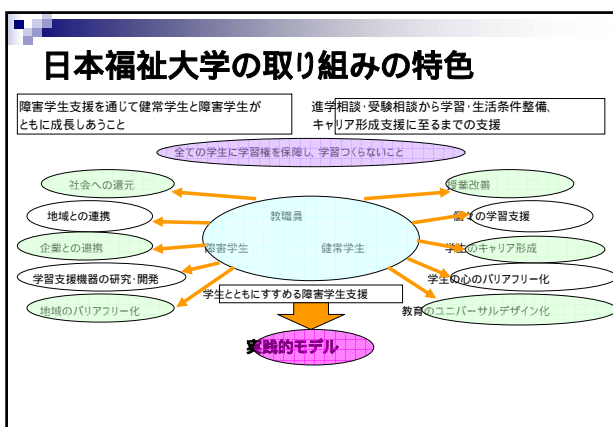 日本福祉大学の取り組みの特色
障害学生支援を通じて健常学生と障害学生が
ともに成長しあうこと
進学相談・受験相談から学習・生活条件整備、
キャリア形成支援に至るまでの支援
全ての学生に学習権を保障し、学習つくらないこと
社会への還元
授業改善
地域との連携
教職員
個々の学習支援
企業との連携
障害学生
健常学生
学生のキャリア形成
学習支援機器の研究・開発
学生の心のバリアフリー化
学生とともにすすめる障害学生支援
地域のバリアフリー化
教育のユニバーサルデザイン化
実践的モデル